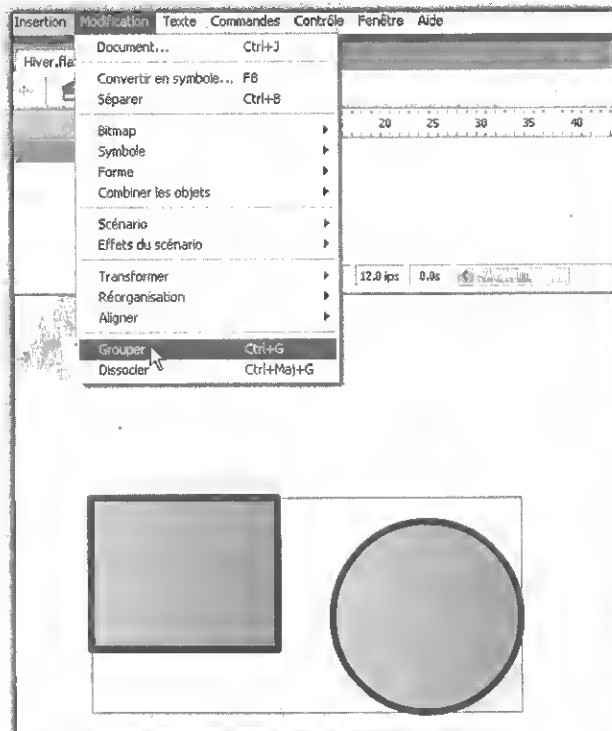 Insertion Modification Texte Commandes Contrôle Fenêtre Aide
Hiver.fla
Document... Ctrl+J
Convertir en symbole... F8
Séparer Ctrl+B
Bitmap
Symbole
Forme
Combiner les objets
Scénario
Effets du scénario
Transformer
Réorganisation
Aligner
Grouper Ctrl+G
Dissocier Ctrl+Maj+G
20 25 30 35 40
12.0 ips 0.0s